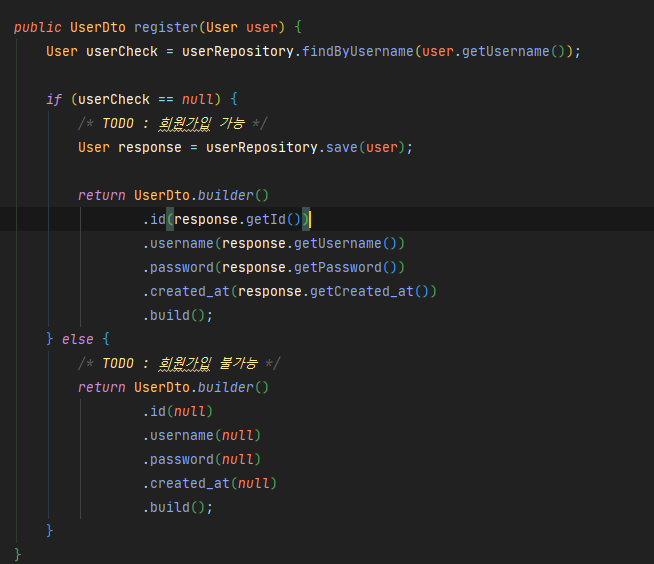 public UserDto register(User user) {
User userCheck = userRepository.findByUsername(user.getUsername());
if (userCheck == null) {
/* TODO : 회원가입 가능 */
User response = userRepository.save(user);
return UserDto.builder()
.id(response.getId())
.username(response.getUsername())
.password(response.getPassword())
.created_at(response.getCreated_at())
.build();
} else {
/* TODO : 회원가입 불가능 */
return UserDto.builder()
.id(null)
.username(null)
.password(null)
.created_at(null)
.build();
}
}